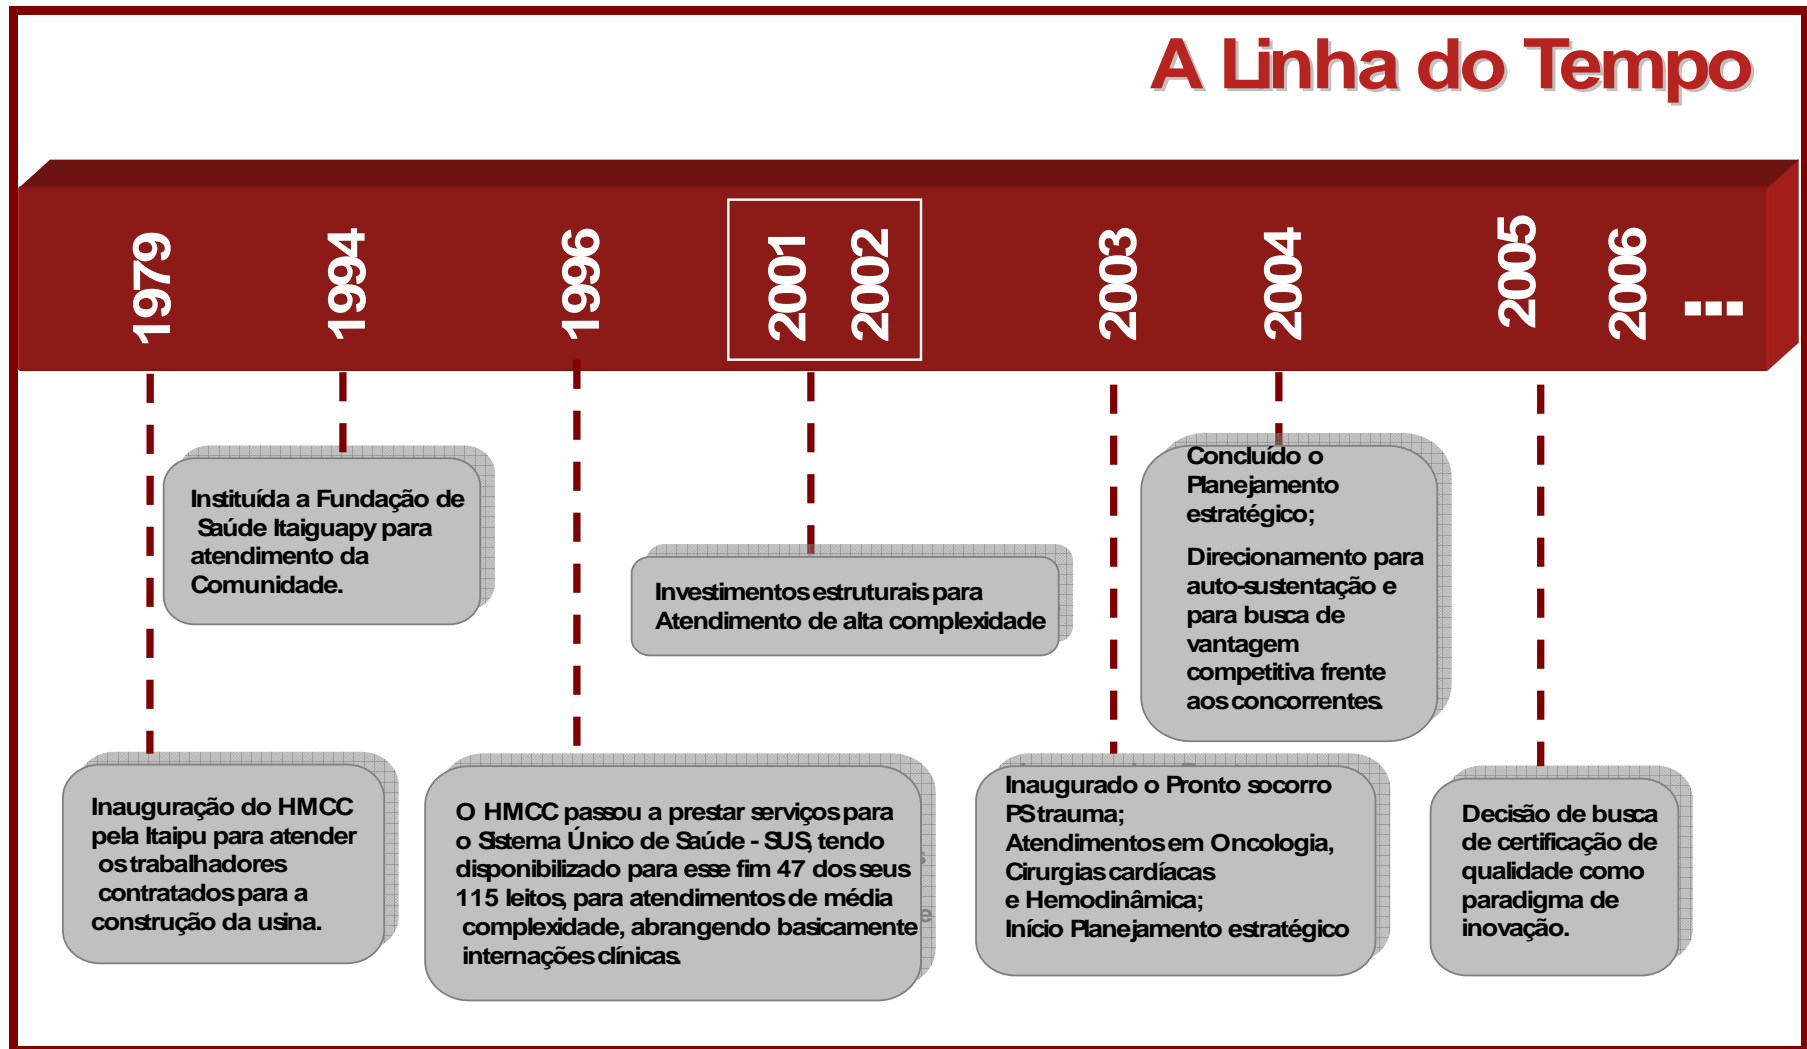 A Linha do Tempo
1979
1994
1996
2001
2002
2003
2004
2005
2006
...
Instituída a Fundação de
Saúde Itaiguapy para
atendimento da
Comunidade.
Investimentos estruturais para
Atendimento de alta complexidade
Concluído o
Planejamento
estratégico;
Direcionamento para
auto-sustentação e
para busca de
vantagem
competitiva frente
aos concorrentes.
Inauguração do HMCC
pela Itaipu para atender
os trabalhadores
contratados para a
construção da usina.
O HMCC passou a prestar serviços para
o Sistema Único de Saúde - SUS, tendo
disponibilizado para esse fim 47 dos seus
115 leitos, para atendimentos de média
complexidade, abrangendo basicamente
internações clínicas.
Inaugurado o Pronto socorro
PS trauma;
Atendimentos em Oncologia,
Cirurgias cardíacas
e Hemodinâmica;
Início Planejamento estratégico
Decisão de busca
de certificação de
qualidade como
paradigma de
inovação.